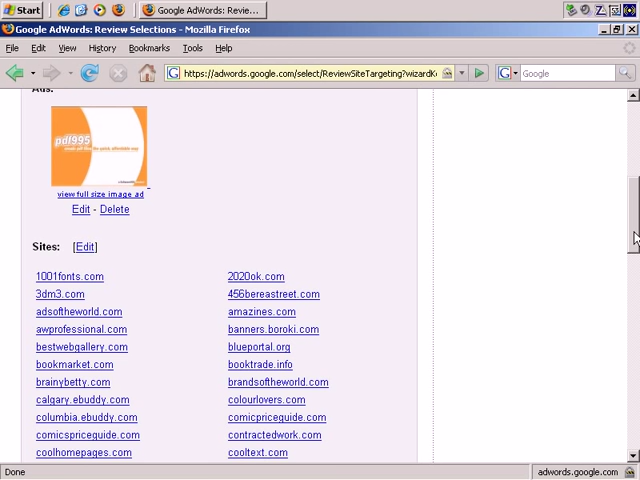 Start Google AdWords: Revie...
Google AdWords: Review Selections - Mozilla Firefox
File Edit View History Bookmarks Tools Help
https://adwords.google.com/select/ReviewSiteTargeting?wizardK Google
Ads:
pdl995
view full size image ad
Edit - Delete
Sites: [Edit]
1001fonts.com 2020ok.com
3dm3.com 456bereastreet.com
adsoftheworld.com amazines.com
awprofessional.com banners.boroki.com
bestwebgallery.com blueportal.org
bookmarket.com booktrade.info
brainybetty.com brandsoftheworld.com
calgary.ebuddy.com colourlovers.com
columbia.ebuddy.com comicpriceguide.com
comicspriceguide.com contractedwork.com
coolhomepages.com cooltext.com
Done adwords.google.com